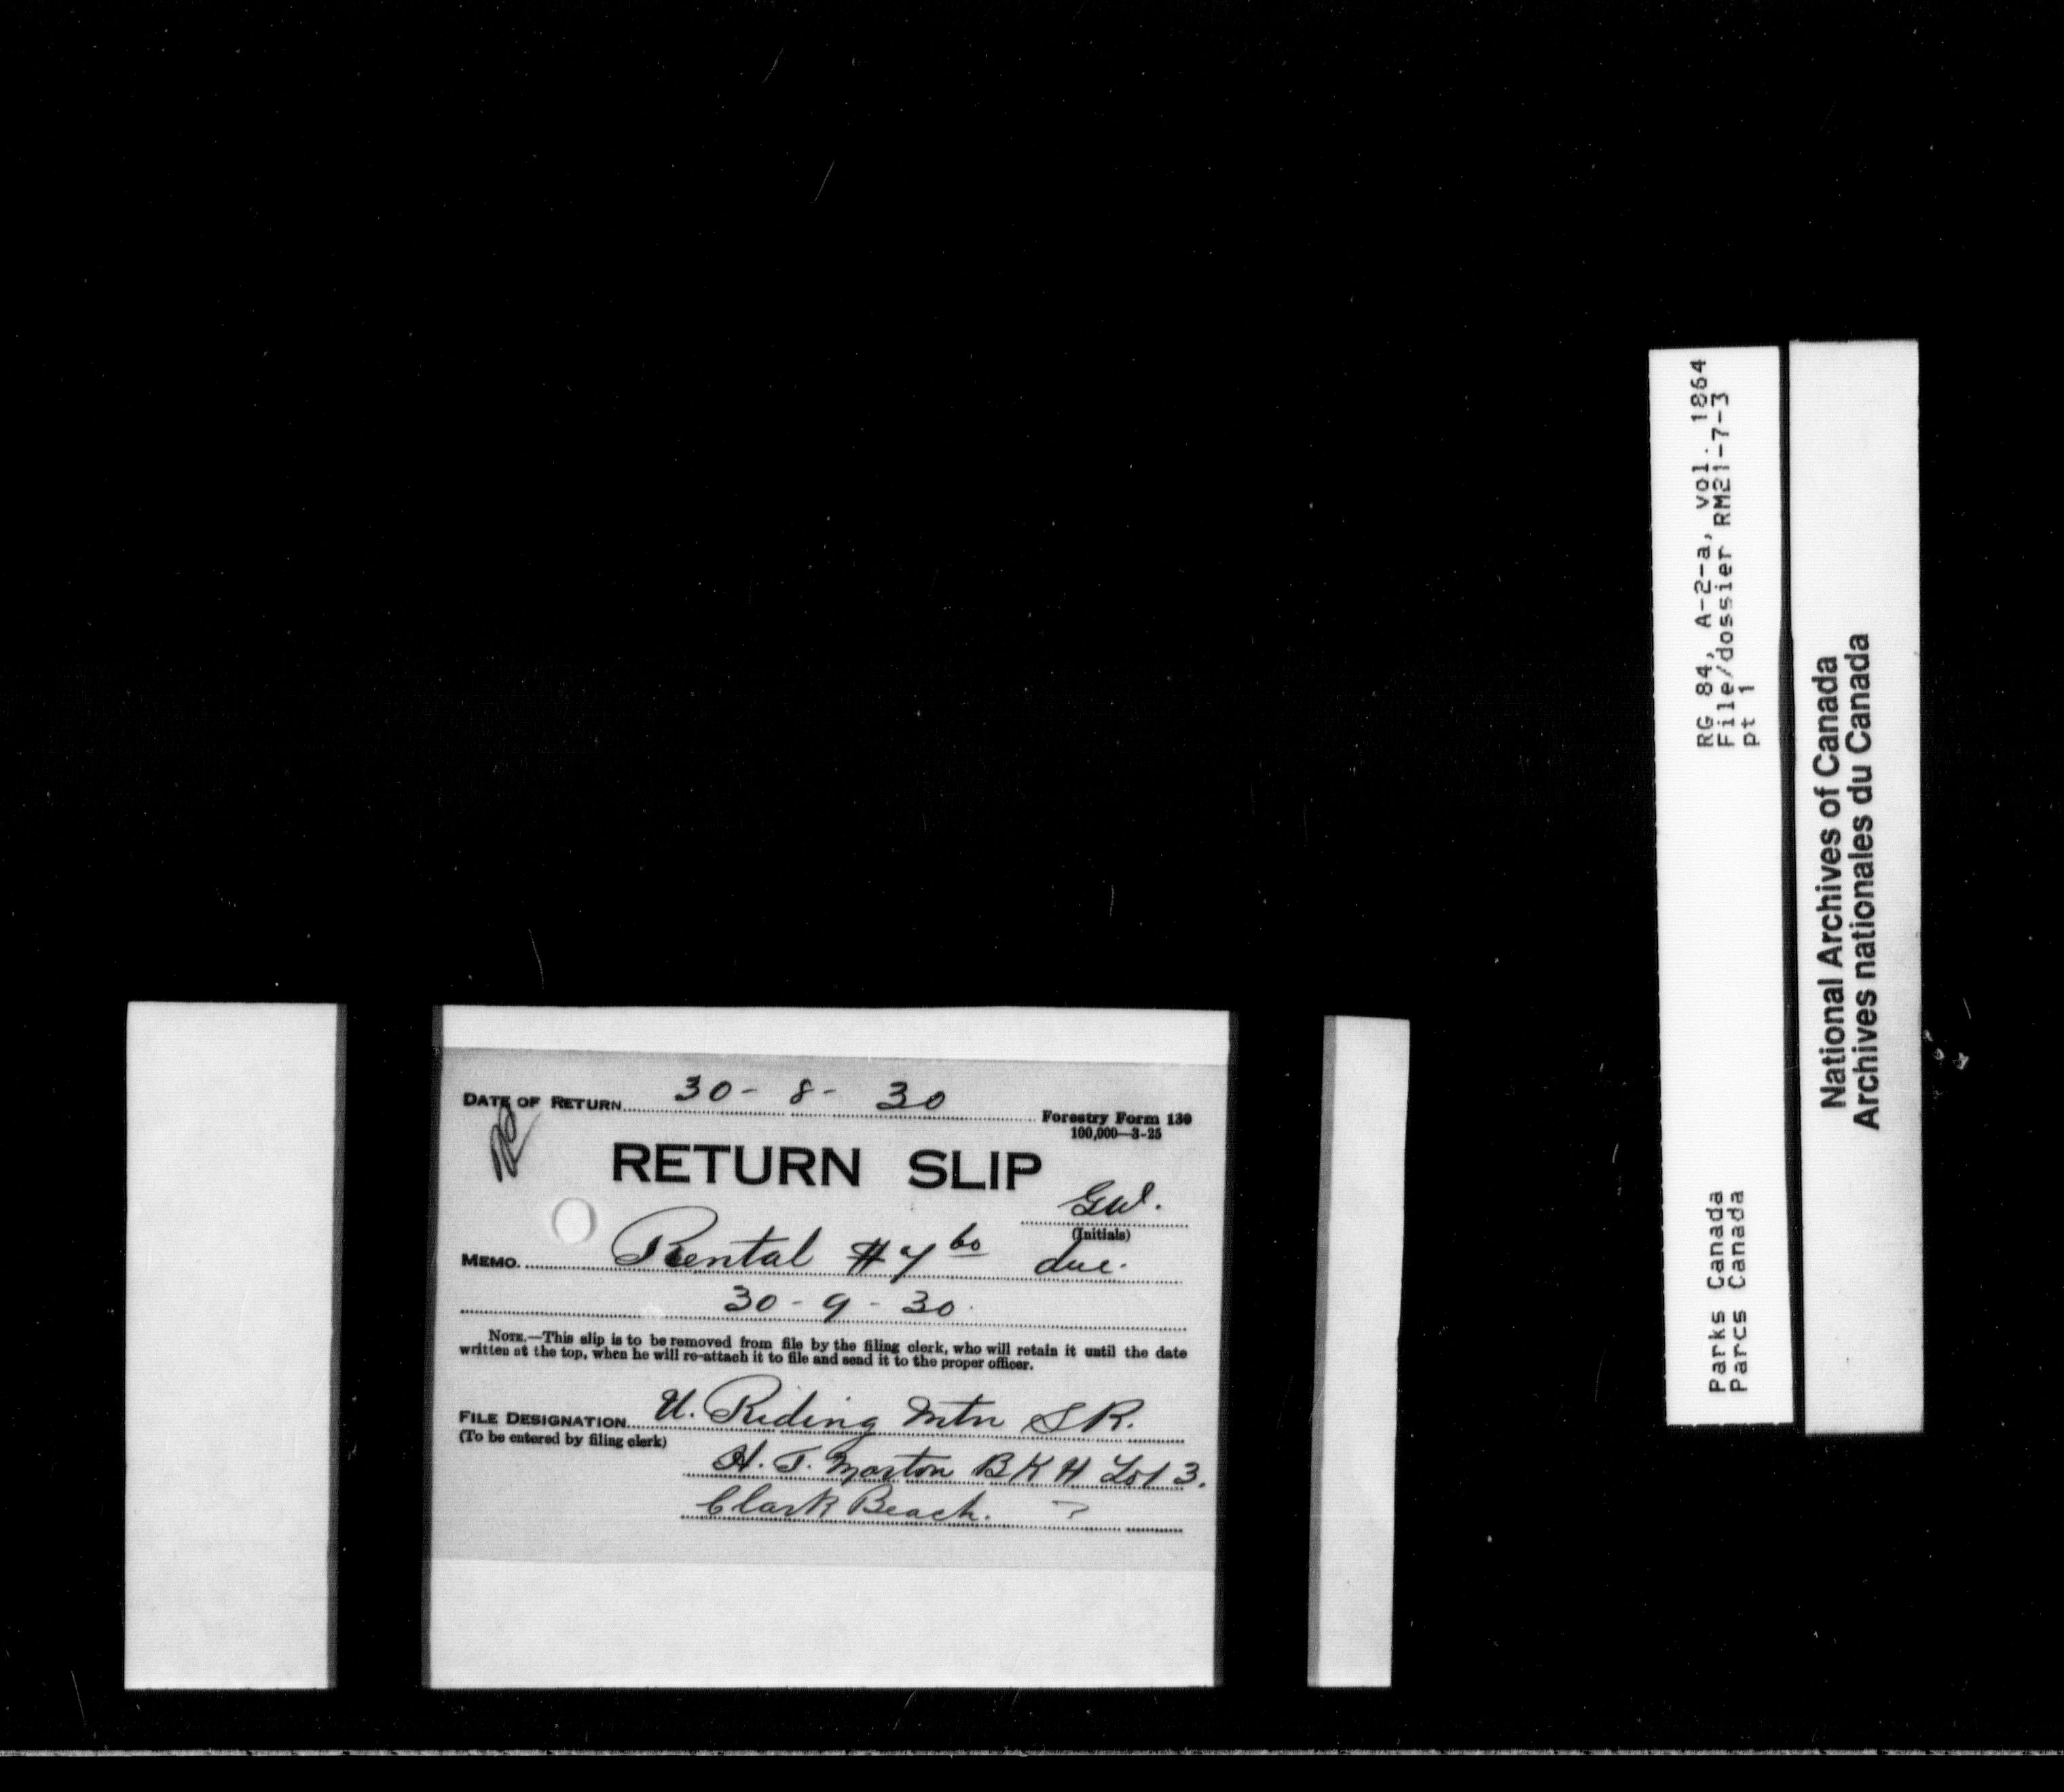 DATE OF RETURN 30 - 8 - 30
Forestry Form 130
100,000—3-25
RETURN SLIP
(Initials)
MEMO. Rental #7 60 due.
30 - 9 - 30.
NOTE.—This slip is to be removed from file by the filing clerk, who will retain it until the date
written at the top, when he will re-attach it to file and send it to the proper officer.
FILE DESIGNATION. U. Riding Mtn S R.
(To be entered by filing clerk)
H. T. Morton B K H Lot 3.
Clark Beach. ?
RG 84, A-2-a, vol. 1864
File/dossier RM21-7-3
pt 1
Parks Canada
Parcs Canada
National Archives of Canada
Archives nationales du Canada